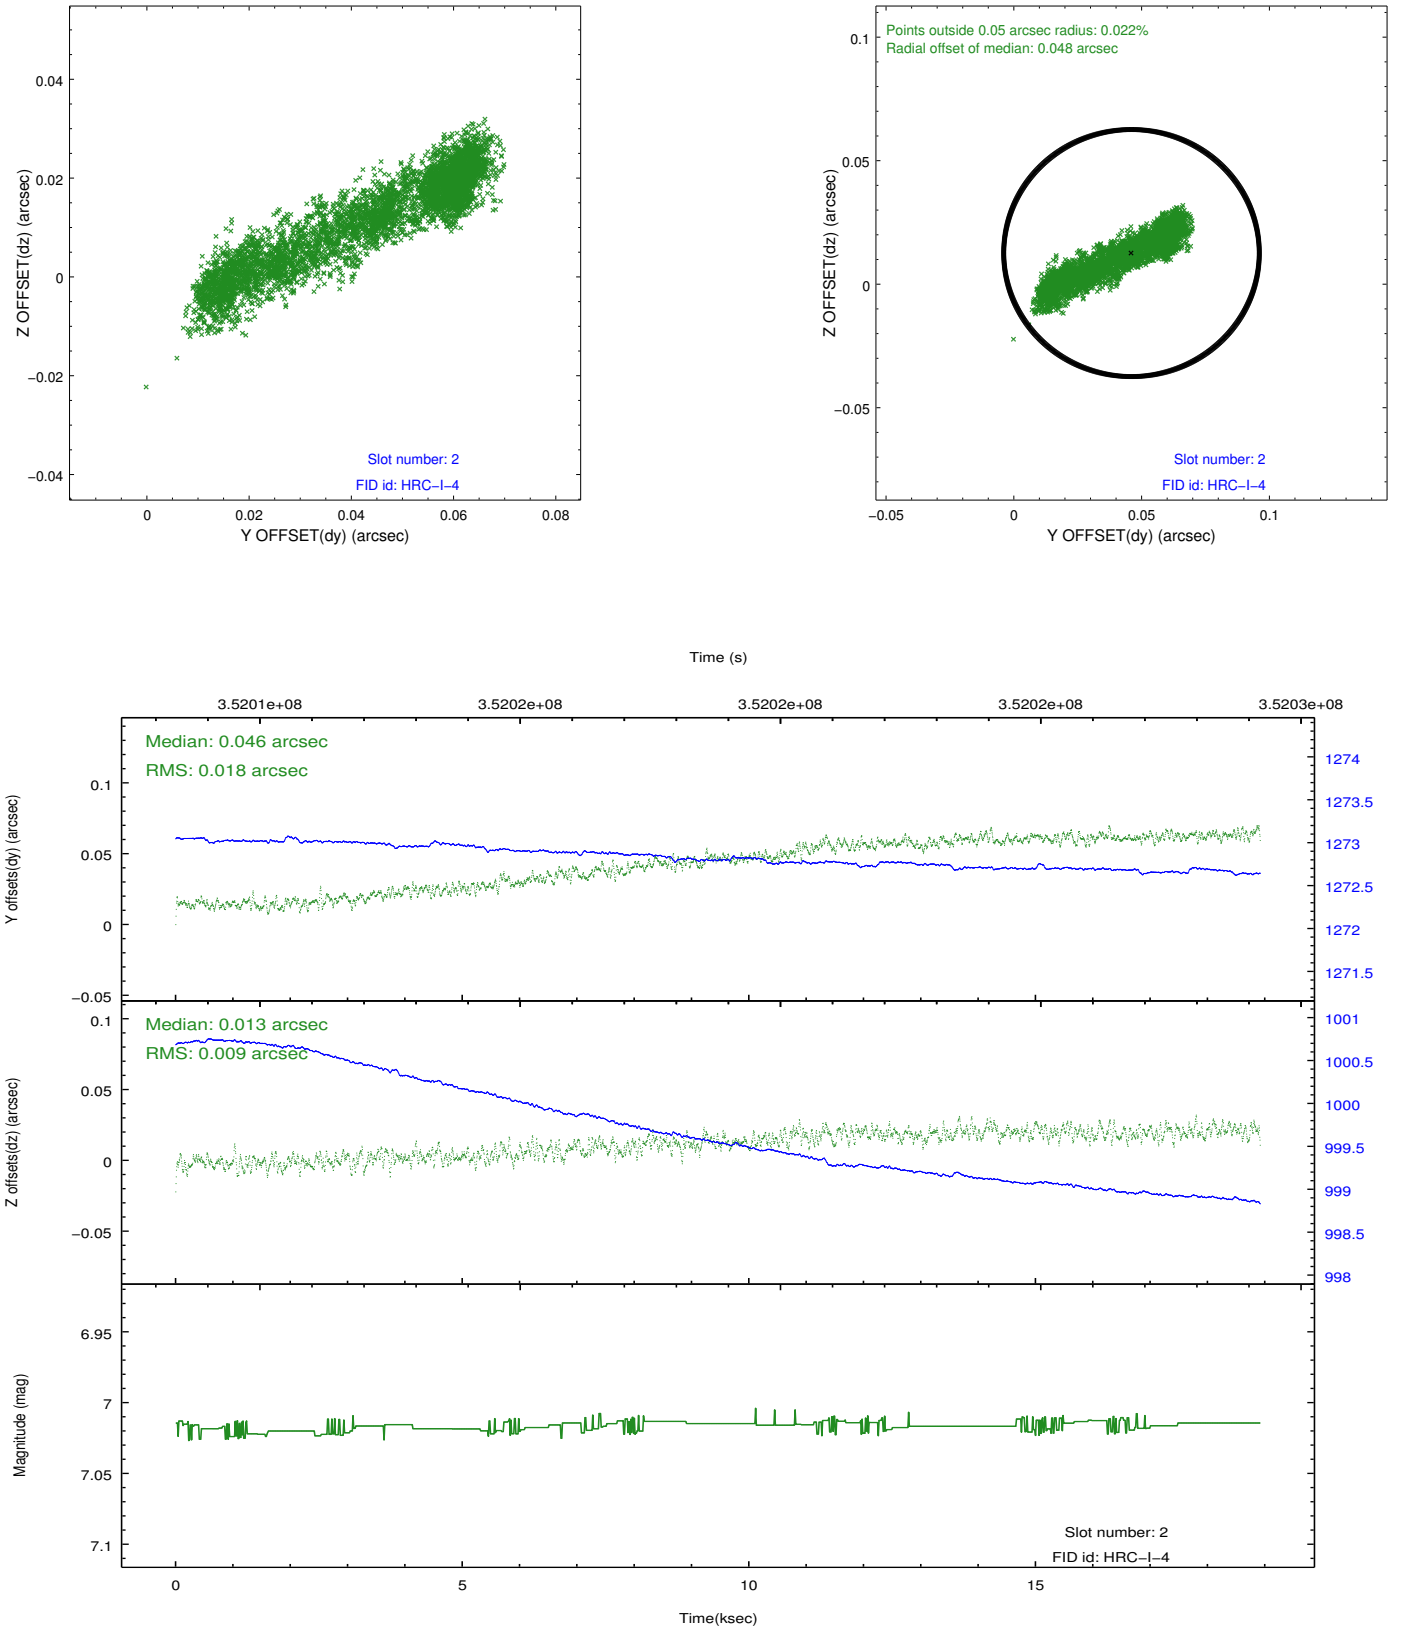 0.04
0.02
0
−0.02
−0.04
Z OFFSET(dz) (arcsec)
Slot number: 2
FID id: HRC−I−4
0
0.02
0.04
0.06
0.08
Y OFFSET(dy) (arcsec)
Points outside 0.05 arcsec radius: 0.022%
Radial offset of median: 0.048 arcsec
0.1
0.05
0
−0.05
Z OFFSET(dz) (arcsec)
Slot number: 2
FID id: HRC−I−4
−0.05
0
0.05
0.1
Y OFFSET(dy) (arcsec)
Time (s)
3.5201e+08
3.5202e+08
3.5202e+08
3.5202e+08
3.5203e+08
Median: 0.046 arcsec
RMS: 0.018 arcsec
0.1
0.05
0
−0.05
Y offsets(dy) (arcsec)
1274
1273.5
1273
1272.5
1272
1271.5
Median: 0.013 arcsec
RMS: 0.009 arcsec
0.1
0.05
0
−0.05
Z offsets(dz) (arcsec)
1001
1000.5
1000
999.5
999
998.5
998
6.95
7
7.05
7.1
Magnitude (mag)
Slot number: 2
FID id: HRC−I−4
0
5
10
15
Time(ksec)